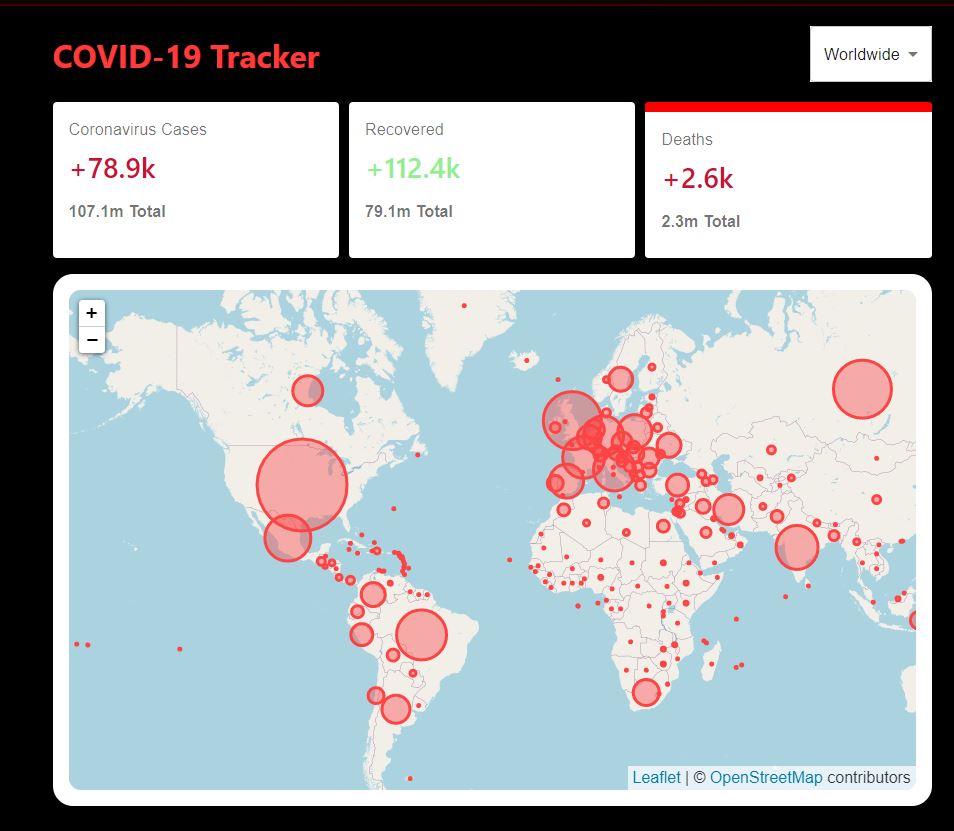 COVID-19 Tracker
Worldwide
Coronavirus Cases
+78.9k
107.1m Total
Recovered
+112.4k
79.1m Total
Deaths
+2.6k
2.3m Total
+
−
Leaflet | © OpenStreetMap contributors